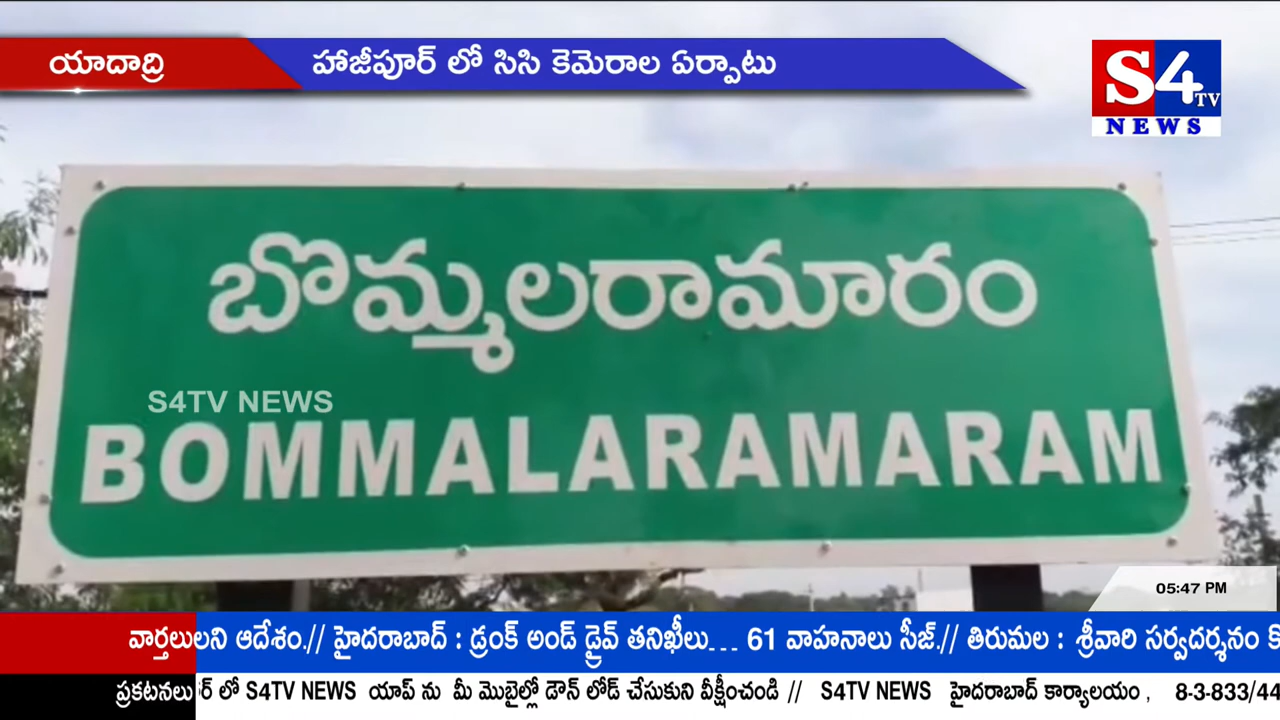 యాదాద్రి
హాజీపూర్ లో సిసి కెమెరాల ఏర్పాటు
S4
TV
NEWS
బొమ్మలరామారం
S4TV NEWS
BOMMALARAMARAM
05:47 PM
వార్తలు
లని ఆదేశం.// హైదరాబాద్ : డ్రంక్ అండ్ డ్రైవ్ తనిఖీలు... 61 వాహనాలు సీజ్.// తిరుమల : శ్రీవారి సర్వదర్శనం
ప్రకటనలు
లో S4TV NEWS యాప్ ను మీ మొబైల్లో డౌన్ లోడ్ చేసుకుని వీక్షించండి // S4TV NEWS హైదరాబాద్ కార్యాలయం , 8-3-833/44